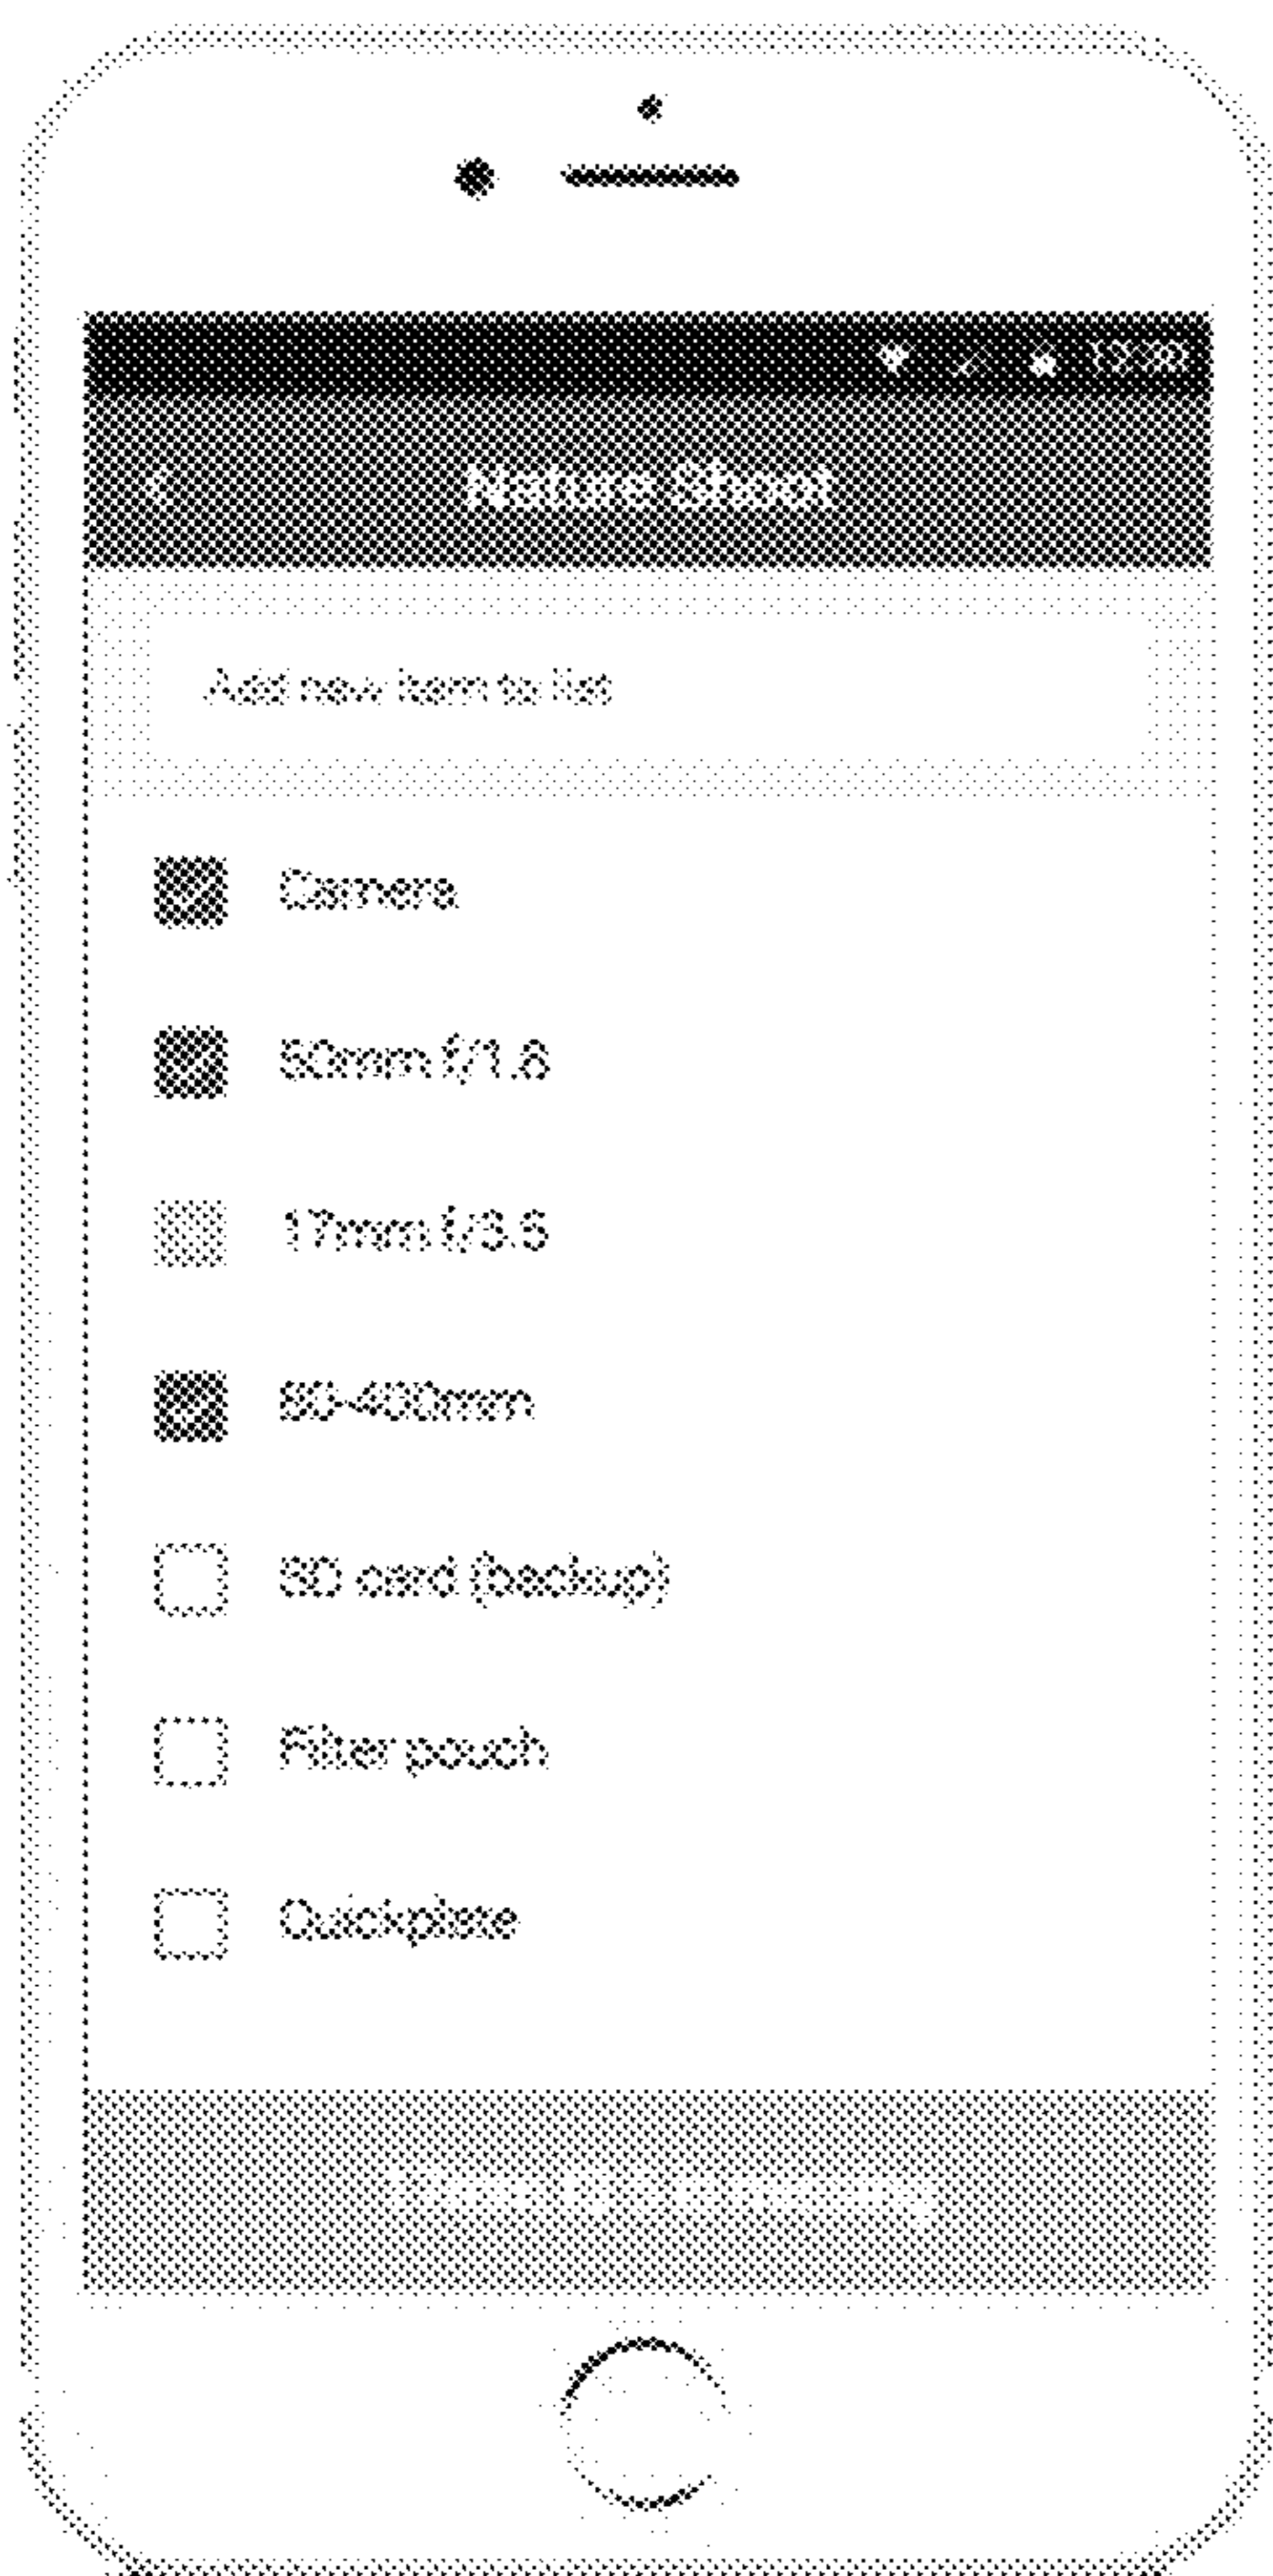 Nature Shoot
Add new item to list
Camera
50mm f/1.8
17mm f/3.5
80-400mm
SD card (backup)
Filter pouch
Quickplate